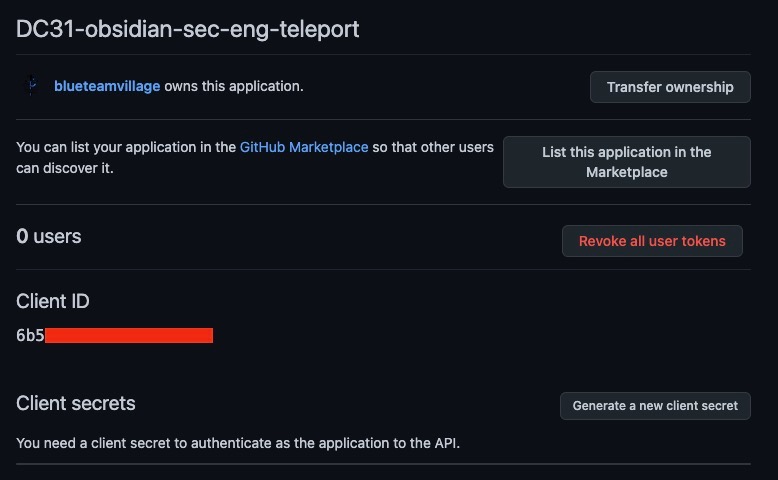 DC31-obsidian-sec-eng-teleport
blueteamvillage owns this application.
Transfer ownership
You can list your application in the GitHub Marketplace so that other users
can discover it.
List this application in the
Marketplace
0 users
Revoke all user tokens
Client ID
6b5
Client secrets
Generate a new client secret
You need a client secret to authenticate as the application to the API.